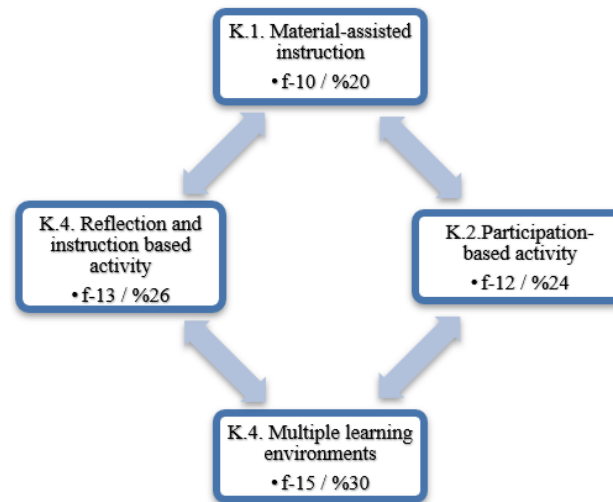 K.1. Material-assisted
instruction
• f-10 / %20
K.4. Reflection and
instruction based
activity
• f-13 / %26
K.2.Participation-
based activity
• f-12 / %24
K.4. Multiple learning
environments
• f-15 / %30